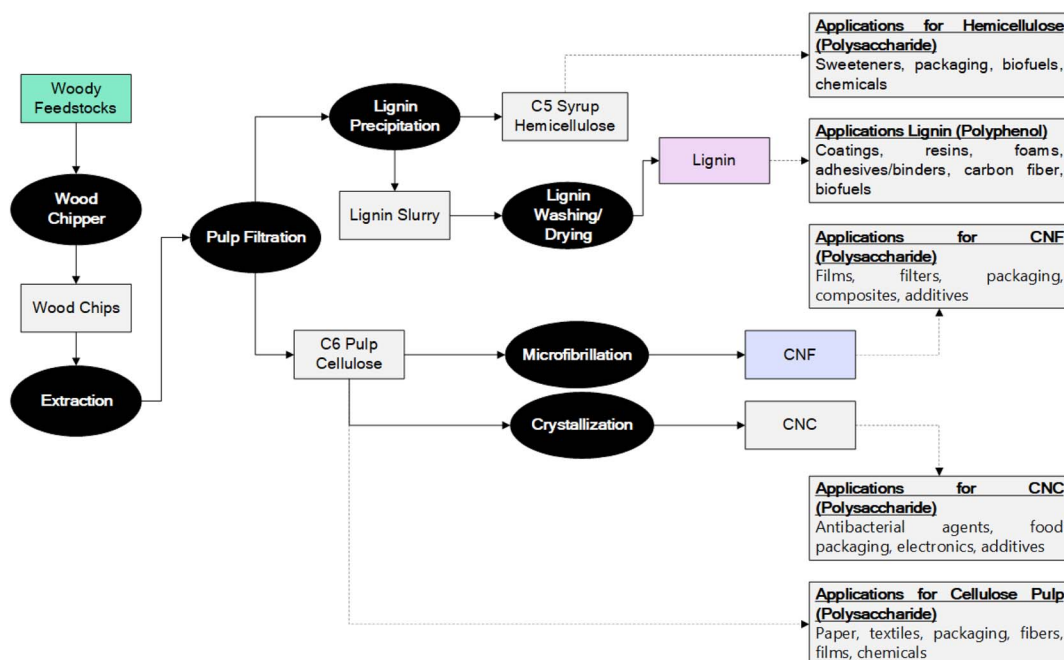 Woody
Feedstocks
Wood
Chipper
Wood Chips
Extraction
Pulp Filtration
Lignin
Precipitation
C5 Syrup
Hemicellulose
Lignin Slurry
Lignin
Washing/
Drying
Lignin
C6 Pulp
Cellulose
Microfibrillation
CNF
Crystallization
CNC
Applications for Hemicellulose
(Polysaccharide)
Sweeteners, packaging, biofuels,
chemicals
Applications Lignin (Polyphenol)
Coatings, resins, foams,
adhesives/binders, carbon fiber,
biofuels
Applications for CNF
(Polysaccharide)
Films, filters, packaging,
composites, additives
Applications for CNC
(Polysaccharide)
Antibacterial agents, food
packaging, electronics, additives
Applications for Cellulose Pulp
(Polysaccharide)
Paper, textiles, packaging, fibers,
films, chemicals